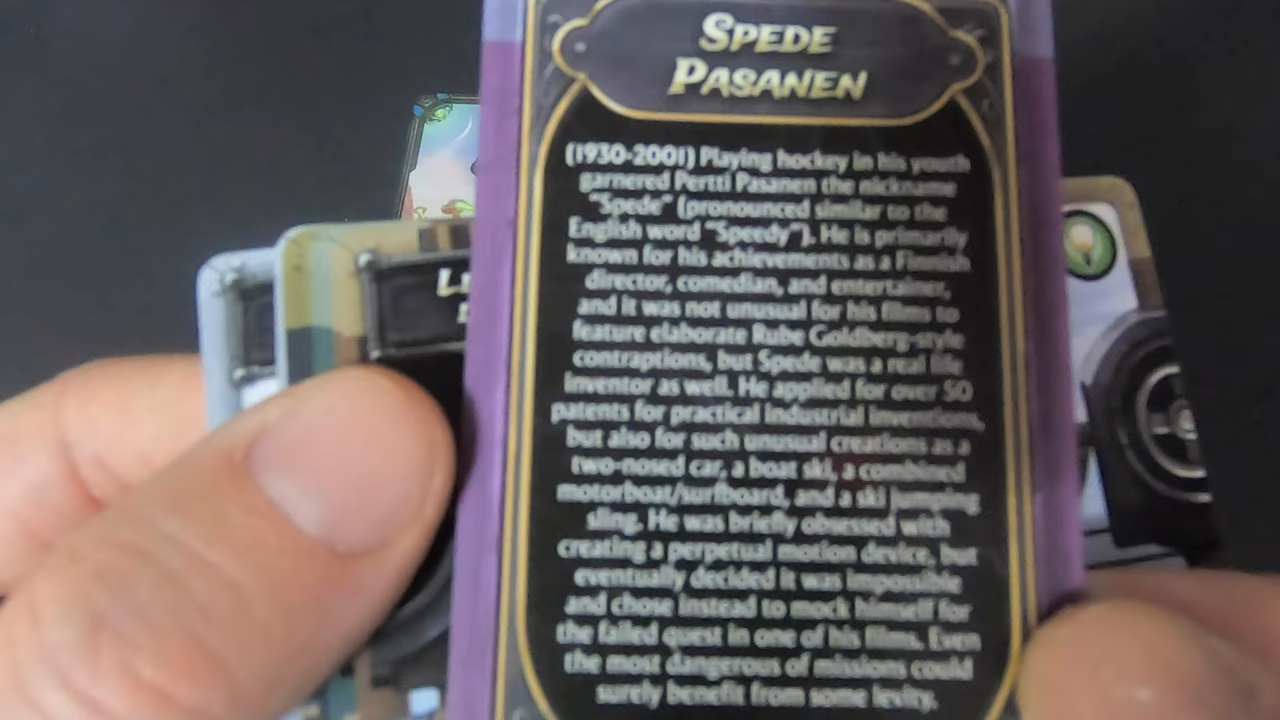 SPEDE
PASANEN
(1930-2001) Playing hockey in his youth
garnered Pertti Pasanen the nickname
"Spede" (pronounced similar to the
English word "Speedy"). He is primarily
known for his achievements as a Finnish
director, comedian, and entertainer,
and it was not unusual for his films to
feature elaborate Rube Goldberg-style
contraptions, but Spede was a real life
inventor as well. He applied for over 50
patents for practical industrial inventions,
but also for such unusual creations as a
two-nosed car, a boat ski, a combined
motorboat/surfboard, and a ski jumping
sling. He was briefly obsessed with
creating a perpetual motion device, but
eventually decided it was impossible
and chose instead to mock himself for
the failed quest in one of his films. Even
the most dangerous of missions could
surely benefit from some levity.